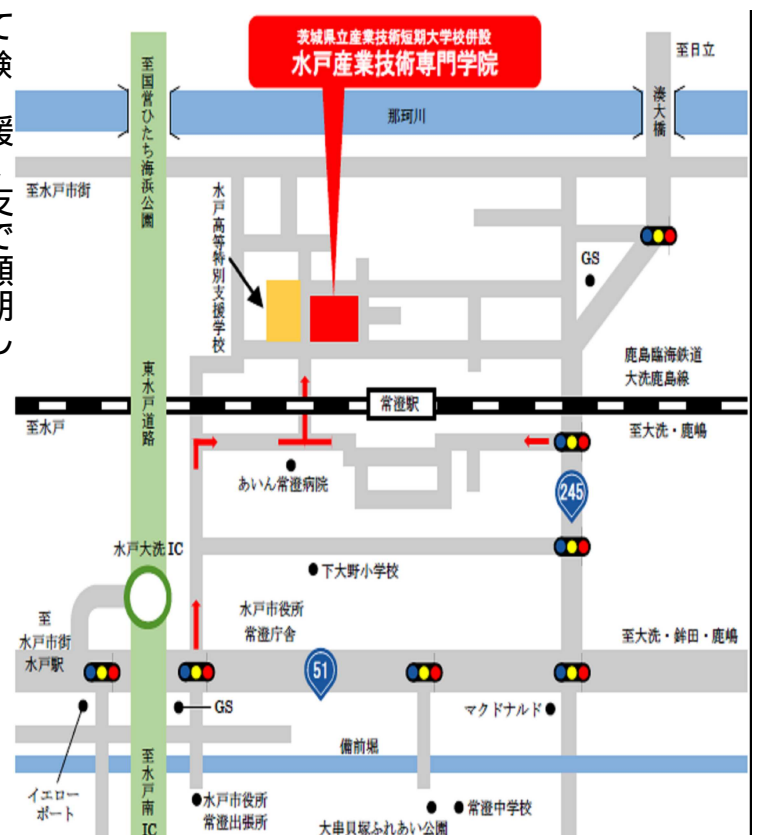 て
険
援
支
で
願
期
し
茨城県立産業技術短期大学校併設
水戸産業技術専門学院
至国営ひたち海浜公園
至日立
那珂川
湊大橋
至水戸市街
水戸高等特別支援学校
GS
東水戸道路
鹿島臨海鉄道
大洗鹿島線
常澄駅
至水戸
至大洗・鹿嶋
あいん常澄病院
245
水戸大洗IC
下大野小学校
水戸市役所
常澄庁舎
至
水戸市街
水戸駅
至大洗・鉾田・鹿嶋
51
GS
マクドナルド
備前堀
至水戸南IC
イエロー
ポート
水戸市役所
常澄出張所
常澄中学校
大串貝塚ふれあい公園